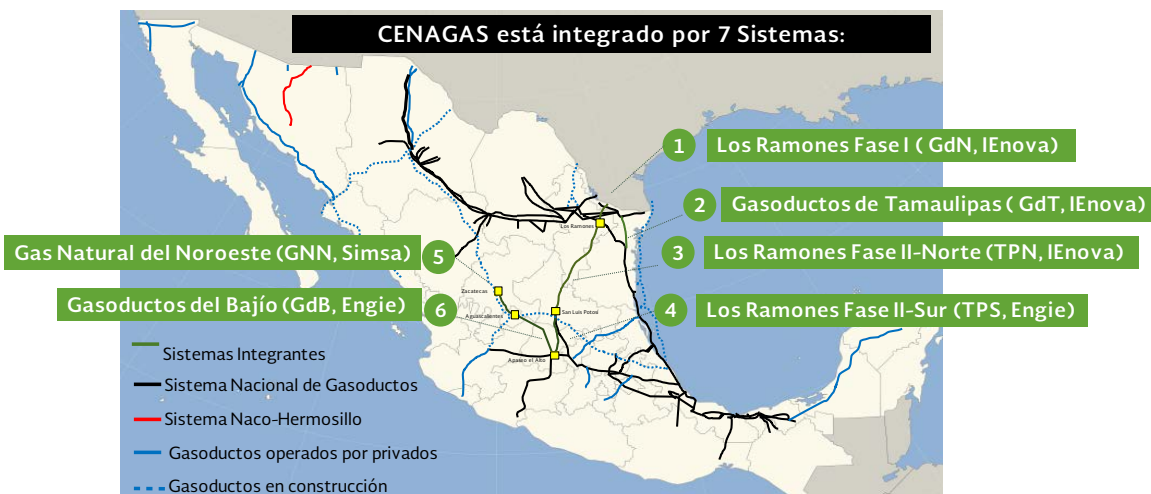 CENAGAS está integrado por 7 Sistemas:
1 Los Ramones Fase I ( GdN, IEnova)
2 Gasoductos de Tamaulipas ( GdT, IEnova)
Los Ramones
Gas Natural del Noroeste (GNN, Simsa) 5
3 Los Ramones Fase II-Norte (TPN, IEnova)
Zacatecas
Gasoductos del Bajío (GdB, Engie) 6
Aguascalientes
San Luis Potosí
4 Los Ramones Fase II-Sur (TPS, Engie)
Apaseo el Alto
Sistemas Integrantes
Sistema Nacional de Gasoductos
Sistema Naco-Hermosillo
Gasoductos operados por privados
Gasoductos en construcción